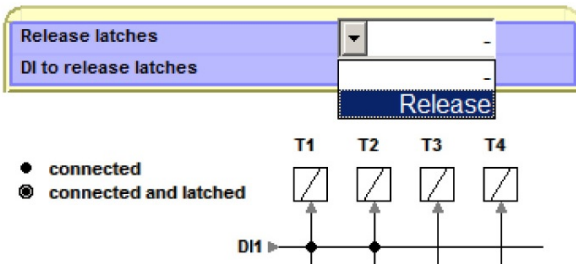 Release latches -
DI to release latches -
Release
T1 T2 T3 T4
connected
connected and latched
DI1